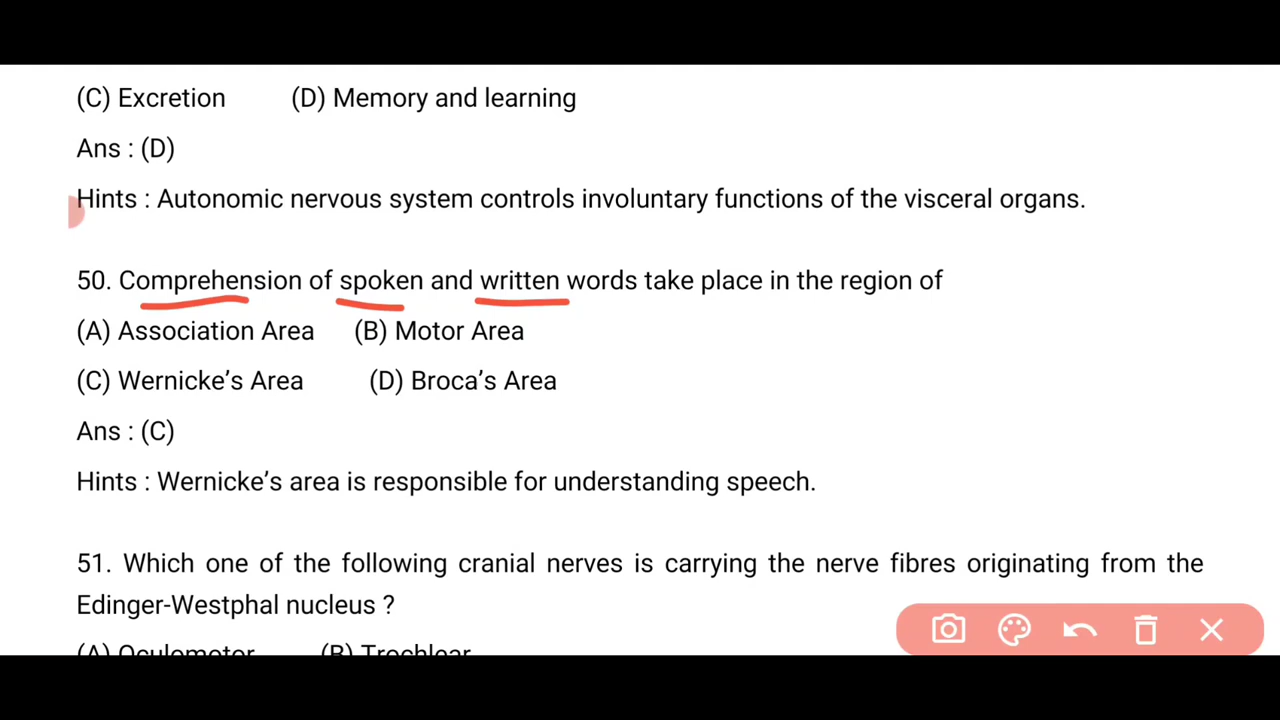 (C) Excretion (D) Memory and learning
Ans : (D)
Hints : Autonomic nervous system controls involuntary functions of the visceral organs.
50. Comprehension of spoken and written words take place in the region of
(A) Association Area (B) Motor Area
(C) Wernicke’s Area (D) Broca’s Area
Ans : (C)
Hints : Wernicke’s area is responsible for understanding speech.
51. Which one of the following cranial nerves is carrying the nerve fibres originating from the
Edinger-Westphal nucleus ?
(A) Oculomotor (B) Trochlear